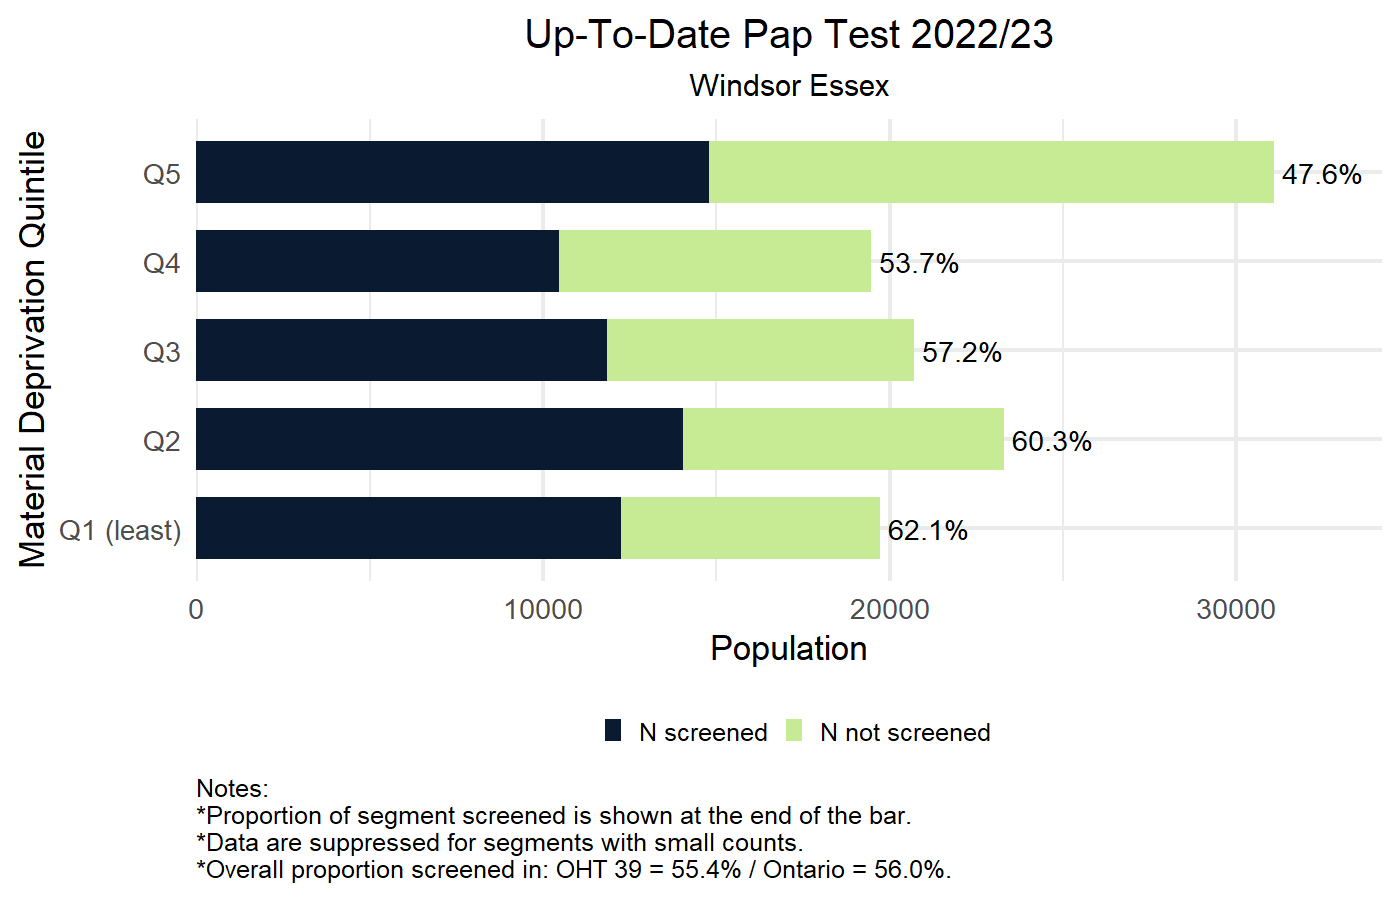 Up-To-Date Pap Test 2022/23
Windsor Essex
Material Deprivation Quintile
Q5
47.6%
Q4
53.7%
Q3
57.2%
Q2
60.3%
Q1 (least)
62.1%
0 10000 20000 30000
Population
N screened N not screened
Notes:
*Proportion of segment screened is shown at the end of the bar.
*Data are suppressed for segments with small counts.
*Overall proportion screened in: OHT 39 = 55.4% / Ontario = 56.0%.